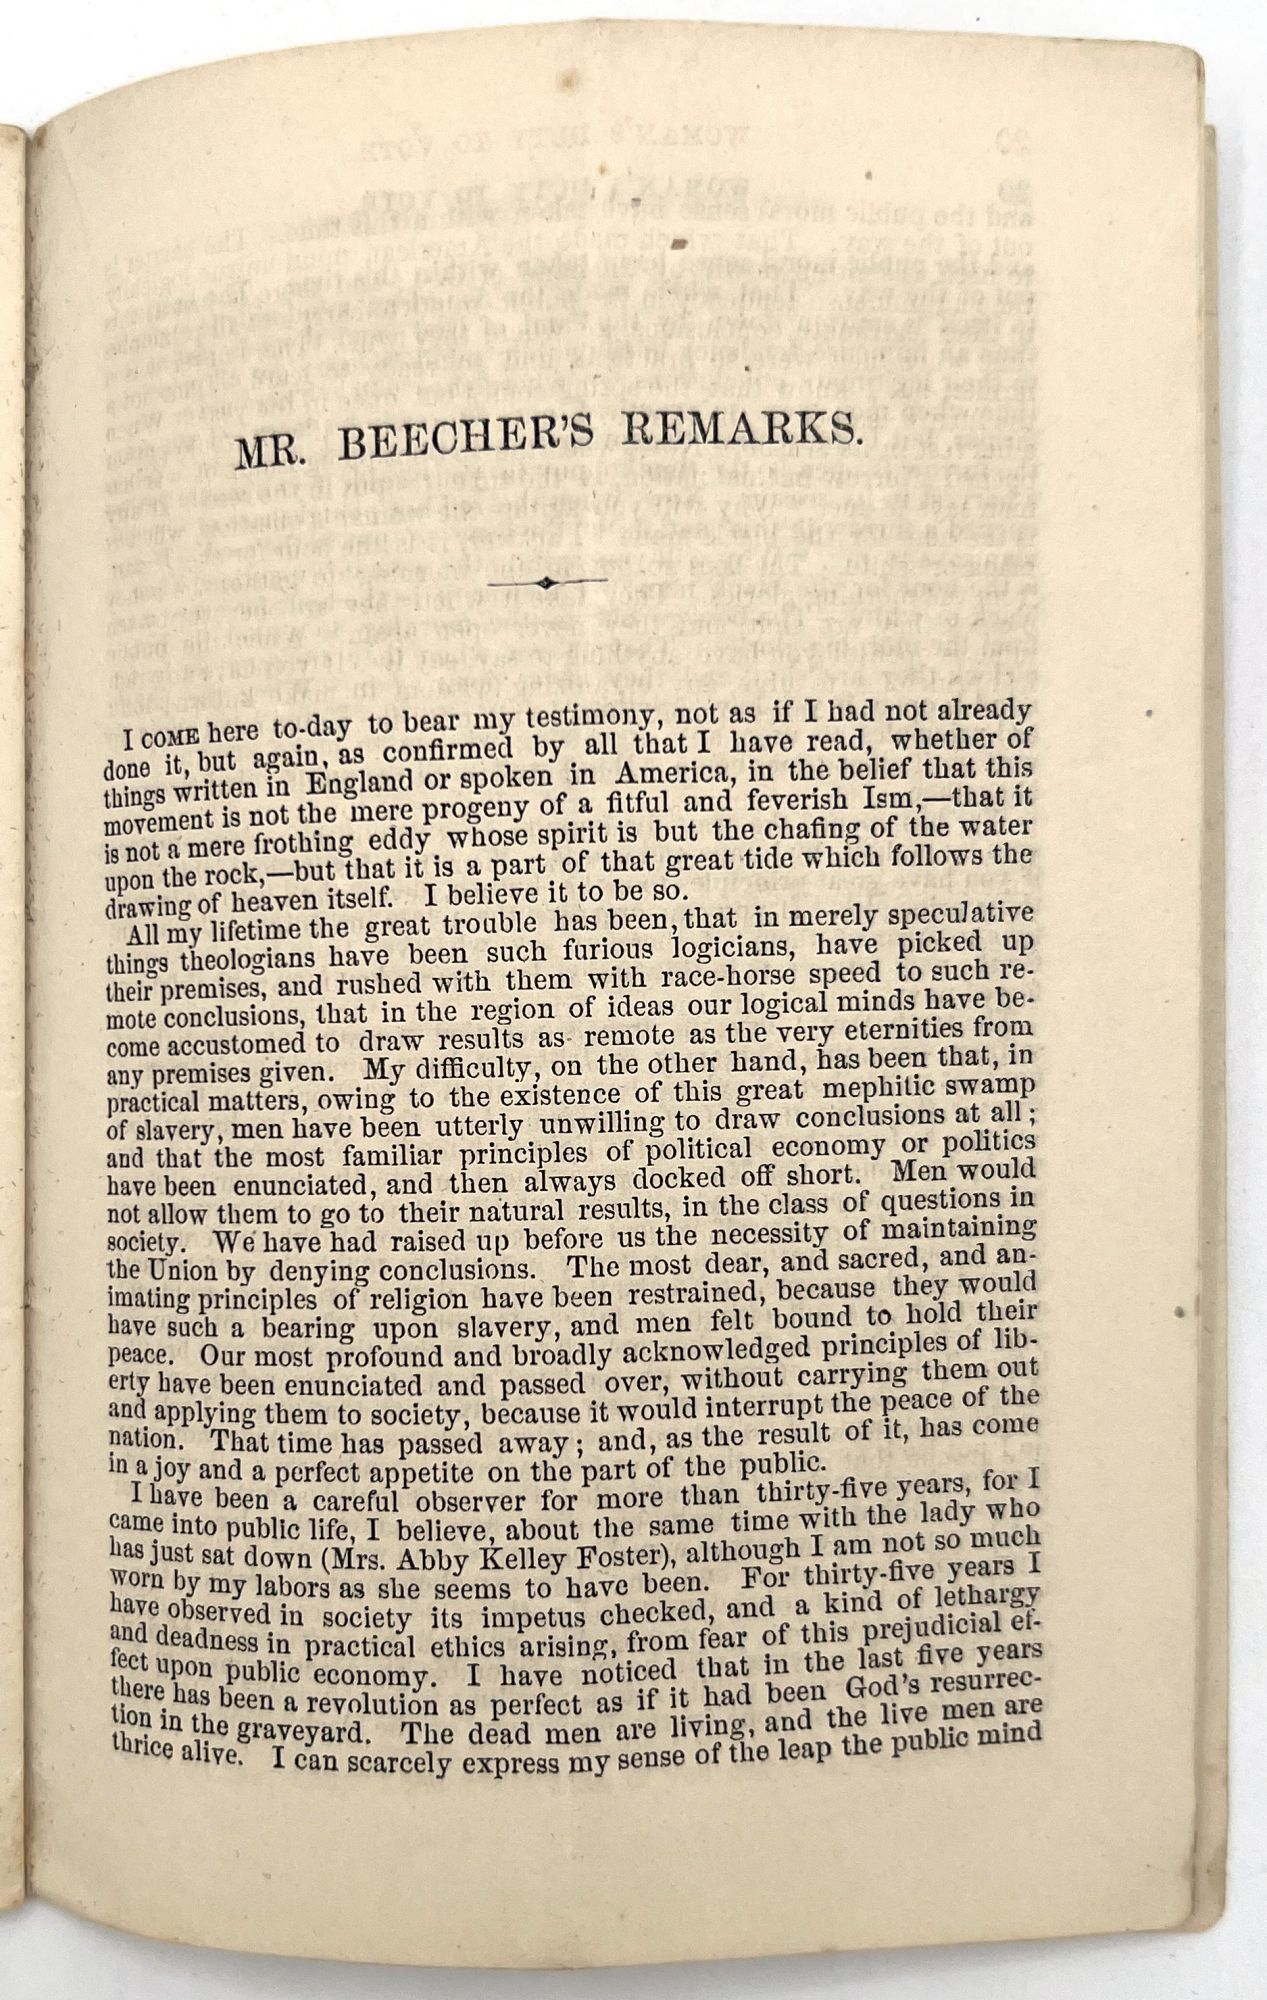 MR. BEECHER'S REMARKS.
I COME here to-day to bear my testimony, not as if I had not already
done it, but again, as confirmed by all that I have read, whether of
things written in England or spoken in America, in the belief that this
movement is not the mere progeny of a fitful and feverish Ism,—that it
is not a mere frothing eddy whose spirit is but the chafing of the water
upon the rock,—but that it is a part of that great tide which follows the
drawing of heaven itself. I believe it to be so.
All my lifetime the great trouble has been, that in merely speculative
things theologians have been such furious logicians, have picked up
their premises, and rushed with them with race-horse speed to such re-
mote conclusions, that in the region of ideas our logical minds have be-
come accustomed to draw results as remote as the very eternities from
any premises given. My difficulty, on the other hand, has been that, in
practical matters, owing to the existence of this great mephitic swamp
of slavery, men have been utterly unwilling to draw conclusions at all;
and that the most familiar principles of political economy or politics
have been enunciated, and then always docked off short. Men would
not allow them to go to their natural results, in the class of questions in
society. We have had raised up before us the necessity of maintaining
the Union by denying conclusions. The most dear, and sacred, and an-
imating principles of religion have been restrained, because they would
have such a bearing upon slavery, and men felt bound to hold their
peace. Our most profound and broadly acknowledged principles of lib-
erty have been enunciated and passed over, without carrying them out
and applying them to society, because it would interrupt the peace of the
nation. That time has passed away; and, as the result of it, has come
in a joy and a perfect appetite on the part of the public.
I have been a careful observer for more than thirty-five years, for I
came into public life, I believe, about the same time with the lady who
has just sat down (Mrs. Abby Kelley Foster), although I am not so much
worn by my labors as she seems to have been. For thirty-five years I
have observed in society its impetus checked, and a kind of lethargy
and deadness in practical ethics arising, from fear of this prejudicial ef-
fect upon public economy. I have noticed that in the last five years
there has been a revolution as perfect as if it had been God's resurrec-
tion in the graveyard. The dead men are living, and the live men are
thrice alive. I can scarcely express my sense of the leap the public mind